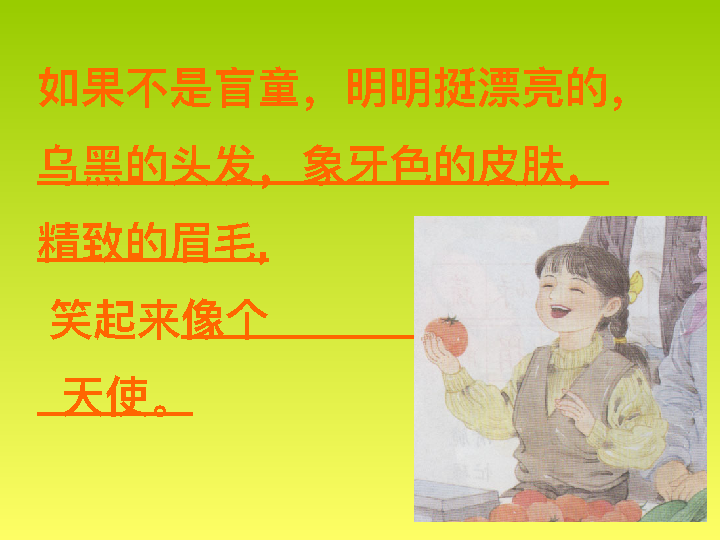 如果不是盲童，明明挺漂亮的，
乌黑的头发，象牙色的皮肤，
精致的眉毛，
笑起来像个
天使。